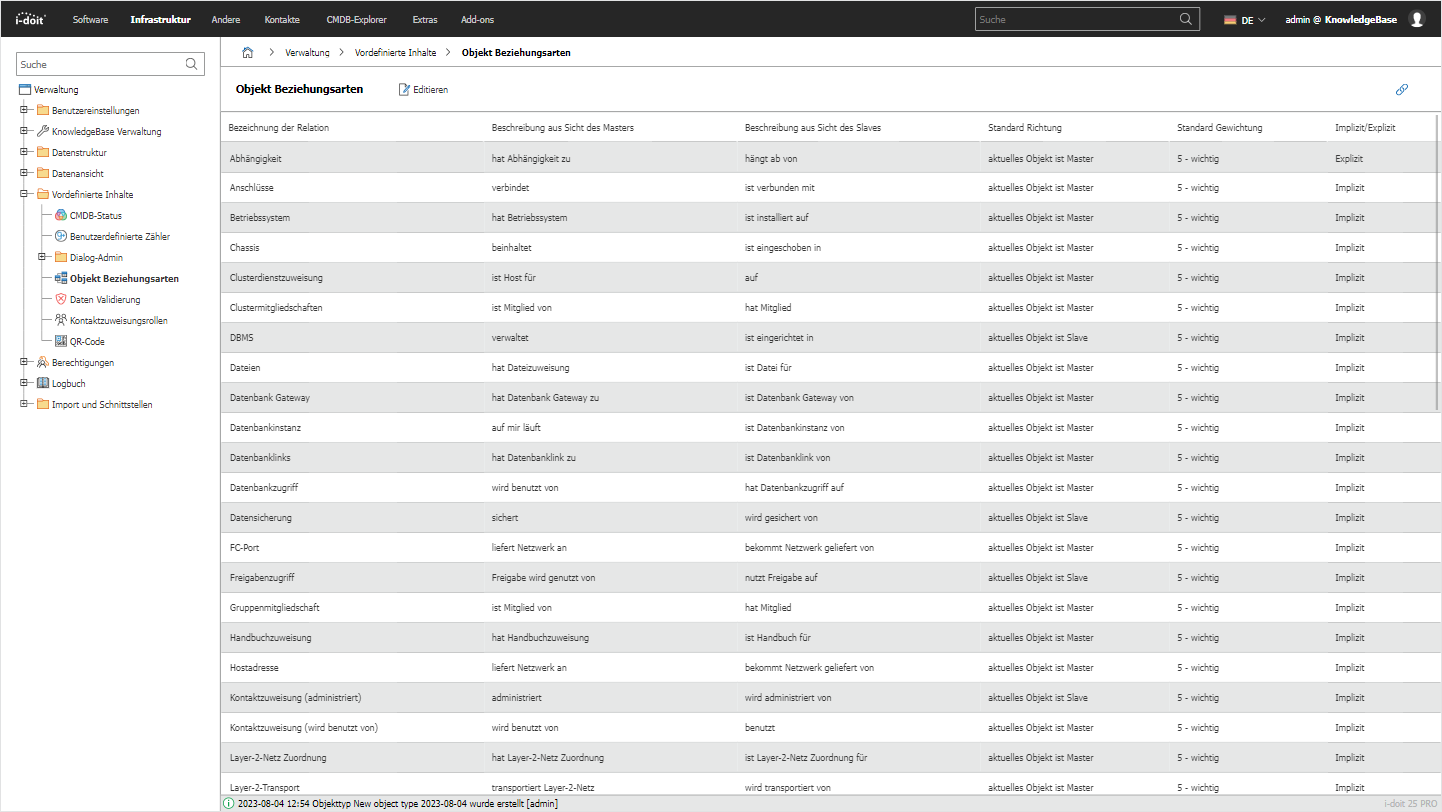 i-doit Software Infrastruktur Andere Kontakte CMDB-Explorer Extras Add-ons Suche DE admin @ KnowledgeBase
Suche
Verwaltung
Benutzereinstellungen
KnowledgeBase Verwaltung
Datenstruktur
Datenansicht
Vordefinierte Inhalte
CMDB-Status
Benutzerdefinierte Zähler
Dialog-Admin
Objekt Beziehungsarten
Daten Validierung
Kontaktzuweisungsrollen
QR-Code
Berechtigungen
Logbuch
Import und Schnittstellen
Verwaltung Vordefinierte Inhalte Objekt Beziehungsarten
Objekt Beziehungsarten Editieren
Bezeichnung der Relation Beschreibung aus Sicht des Masters Beschreibung aus Sicht des Slaves Standard Richtung Standard Gewichtung Implizit/Explizit
Abhängigkeit hat Abhängigkeit zu hängt ab von aktuelles Objekt ist Master 5 - wichtig Explizit
Anschlüsse verbindet ist verbunden mit aktuelles Objekt ist Master 5 - wichtig Implizit
Betriebssystem hat Betriebssystem ist installiert auf aktuelles Objekt ist Master 5 - wichtig Implizit
Chassis beinhaltet ist eingeschoben in aktuelles Objekt ist Master 5 - wichtig Implizit
Clusterdienstzuweisung ist Host für auf aktuelles Objekt ist Master 5 - wichtig Implizit
Clustermitgliedschaften ist Mitglied von hat Mitglied aktuelles Objekt ist Master 5 - wichtig Implizit
DBMS verwaltet ist eingerichtet in aktuelles Objekt ist Slave 5 - wichtig Implizit
Dateien hat Dateizuweisung ist Datei für aktuelles Objekt ist Master 5 - wichtig Implizit
Datenbank Gateway hat Datenbank Gateway zu ist Datenbank Gateway von aktuelles Objekt ist Master 5 - wichtig Implizit
Datenbankinstanz auf mir läuft ist Datenbankinstanz von aktuelles Objekt ist Master 5 - wichtig Implizit
Datenbanklinks hat Datenbanklink zu ist Datenbanklink von aktuelles Objekt ist Master 5 - wichtig Implizit
Datenbankzugriff wird benutzt von hat Datenbankzugriff auf aktuelles Objekt ist Master 5 - wichtig Implizit
Datensicherung sichert wird gesichert von aktuelles Objekt ist Slave 5 - wichtig Implizit
FC-Port liefert Netzwerk an bekommt Netzwerk geliefert von aktuelles Objekt ist Master 5 - wichtig Implizit
Freigabenzugriff Freigabe wird genutzt von nutzt Freigabe auf aktuelles Objekt ist Slave 5 - wichtig Implizit
Gruppenmitgliedschaft ist Mitglied von hat Mitglied aktuelles Objekt ist Master 5 - wichtig Implizit
Handbuchzuweisung hat Handbuchzuweisung ist Handbuch für aktuelles Objekt ist Master 5 - wichtig Implizit
Hostadresse liefert Netzwerk an bekommt Netzwerk geliefert von aktuelles Objekt ist Master 5 - wichtig Implizit
Kontaktzuweisung (administriert) administriert wird administriert von aktuelles Objekt ist Slave 5 - wichtig Implizit
Kontaktzuweisung (wird benutzt von) wird benutzt von benutzt aktuelles Objekt ist Master 5 - wichtig Implizit
Layer-2-Netz Zuordnung hat Layer-2-Netz Zuordnung ist Layer-2-Netz Zuordnung für aktuelles Objekt ist Master 5 - wichtig Implizit
Layer-2-Transport transportiert Layer-2-Netz wird transportiert von aktuelles Objekt ist Master 5 - wichtig Implizit
2023-08-04 12:54 Objekttyp New object type 2023-08-04 wurde erstellt [admin] i-doit 25 PRO